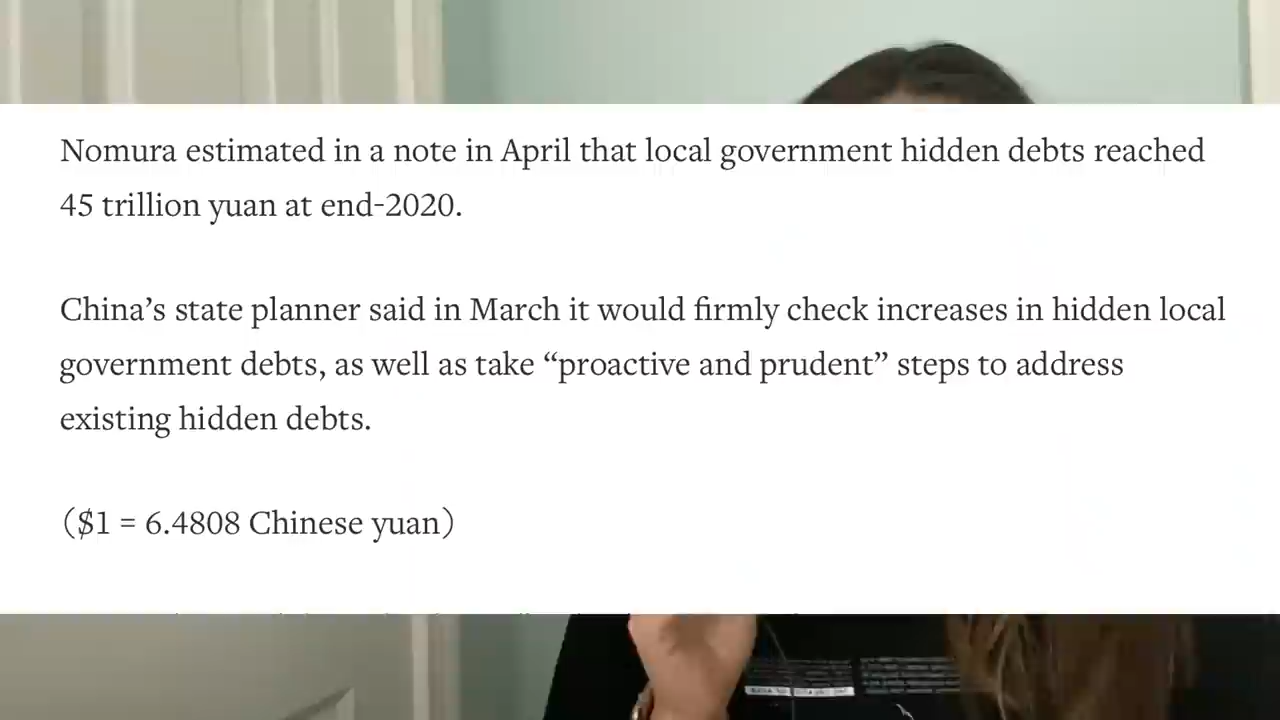 Nomura estimated in a note in April that local government hidden debts reached
45 trillion yuan at end-2020.
China’s state planner said in March it would firmly check increases in hidden local
government debts, as well as take “proactive and prudent” steps to address
existing hidden debts.
($1 = 6.4808 Chinese yuan)